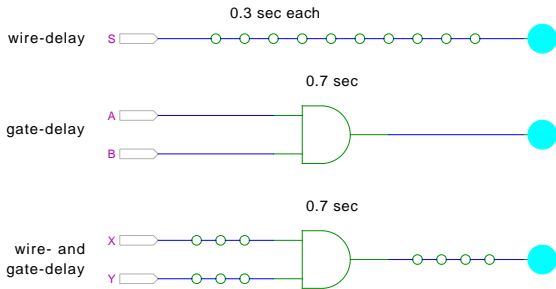 0.3 sec each
wire-delay
S
0.7 sec
A
gate-delay
B
0.7 sec
X
wire- and
gate-delay
Y